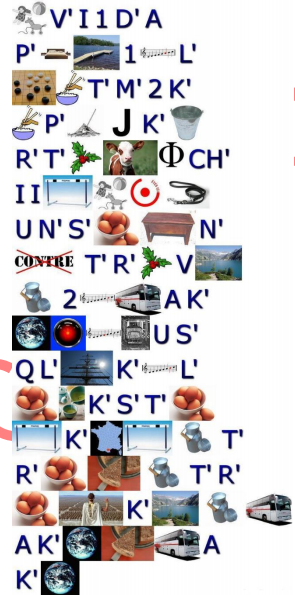 V' I 1 D' A
P' 1 L'
T' M' 2 K'
P' J K'
R' T' Φ CH'
I I
U N' S' N'
CONTRE T' R' V
2 A K'
U S'
Q L' K' L'
K' S' T'
K' T'
R' T' R'
K'
A K' A
K'